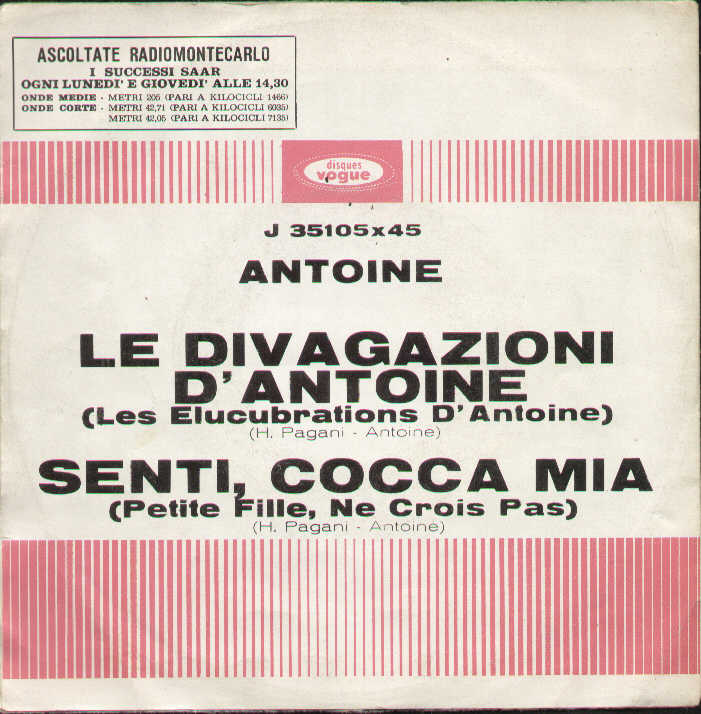 ASCOLTATE RADIOMONTECARLO
I SUCCESSI SAAR
OGNI LUNEDI' E GIOVEDI' ALLE 14,30
ONDE MEDIE - METRI 205 (PARI A KILOCICLI 1466)
ONDE CORTE - METRI 42,71 (PARI A KILOCICLI 6035)
METRI 42,05 (PARI A KILOCICLI 7135)
disques
vogue
J 35105x45
ANTOINE
LE DIVAGAZIONI
D'ANTOINE
(Les Elucubrations D'Antoine)
(H. Pagani - Antoine)
SENTI, COCCA MIA
(Petite Fille, Ne Crois Pas)
(H. Pagani - Antoine)